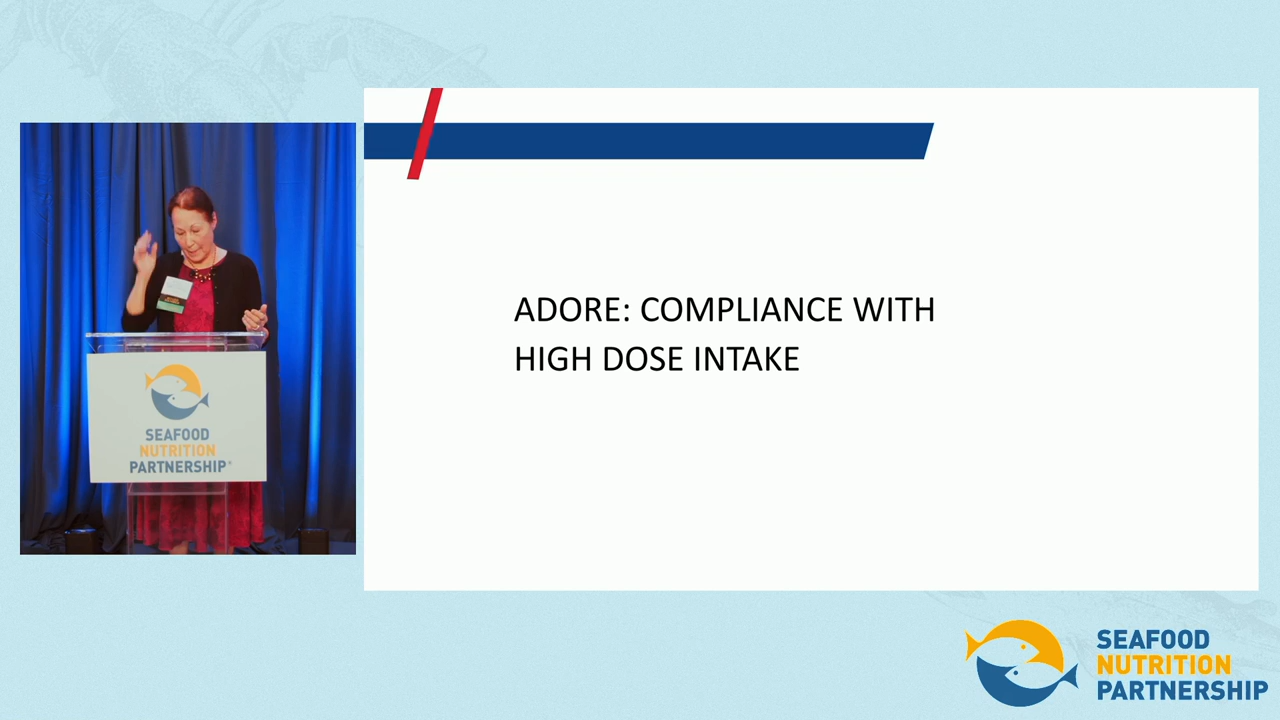 ADORE: COMPLIANCE WITH
HIGH DOSE INTAKE
SEAFOOD
NUTRITION
PARTNERSHIP®
SEAFOOD
NUTRITION
PARTNERSHIP